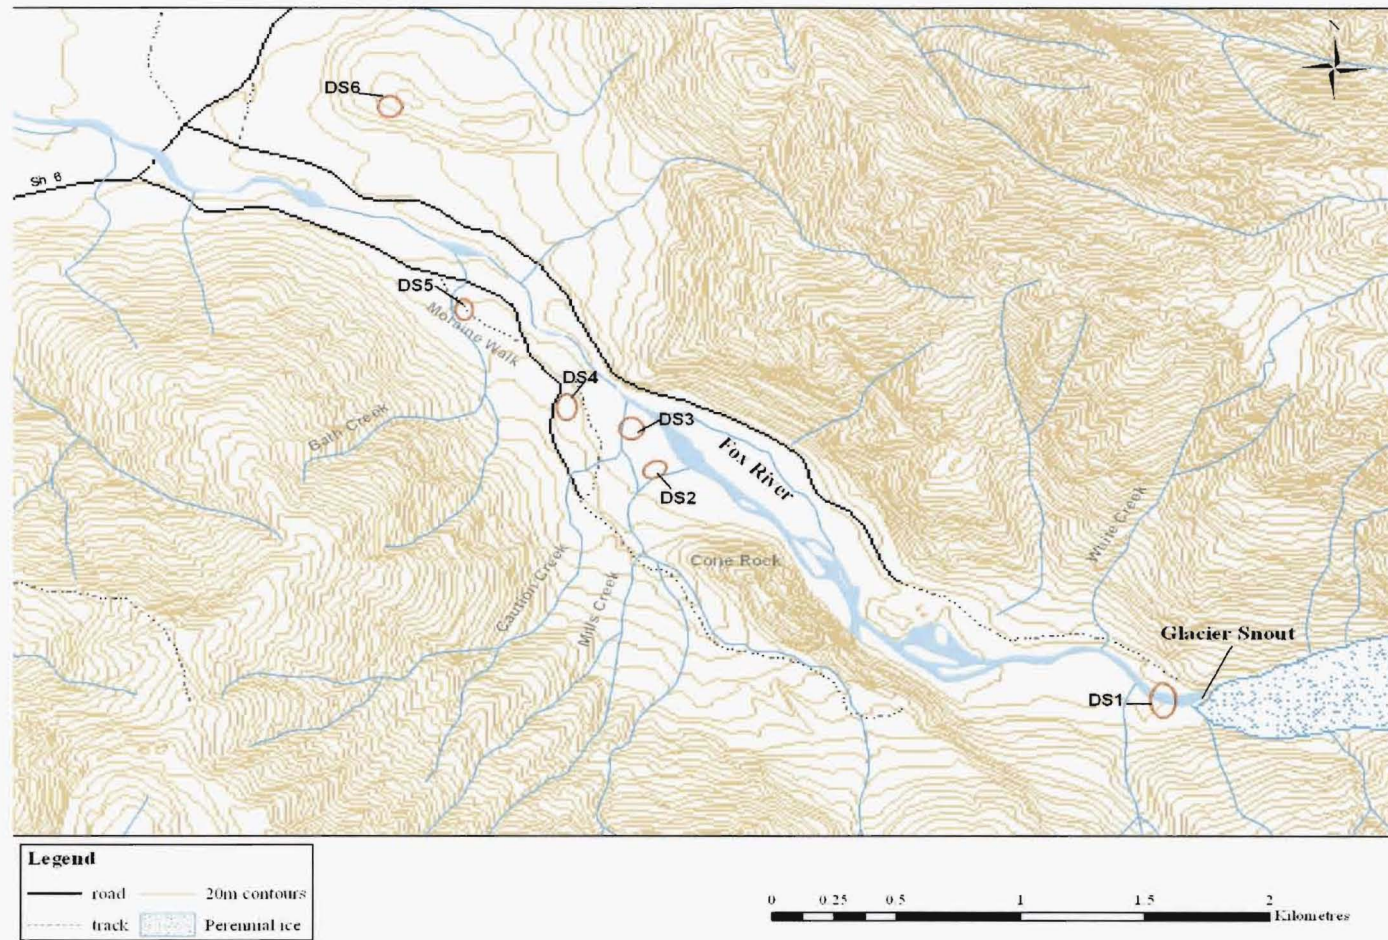 N
DS6
Sh 6
DS5
Moraine Walk
DS4
DS3
Bath Creek
Fox River
DS2
White Creek
Cone Rock
Caution Creek
Mills Creek
Glacier Snout
DS1
Legend
road
20m contours
track
Perennial ice
0 0.25 0.5 1 1.5 2
Kilometres